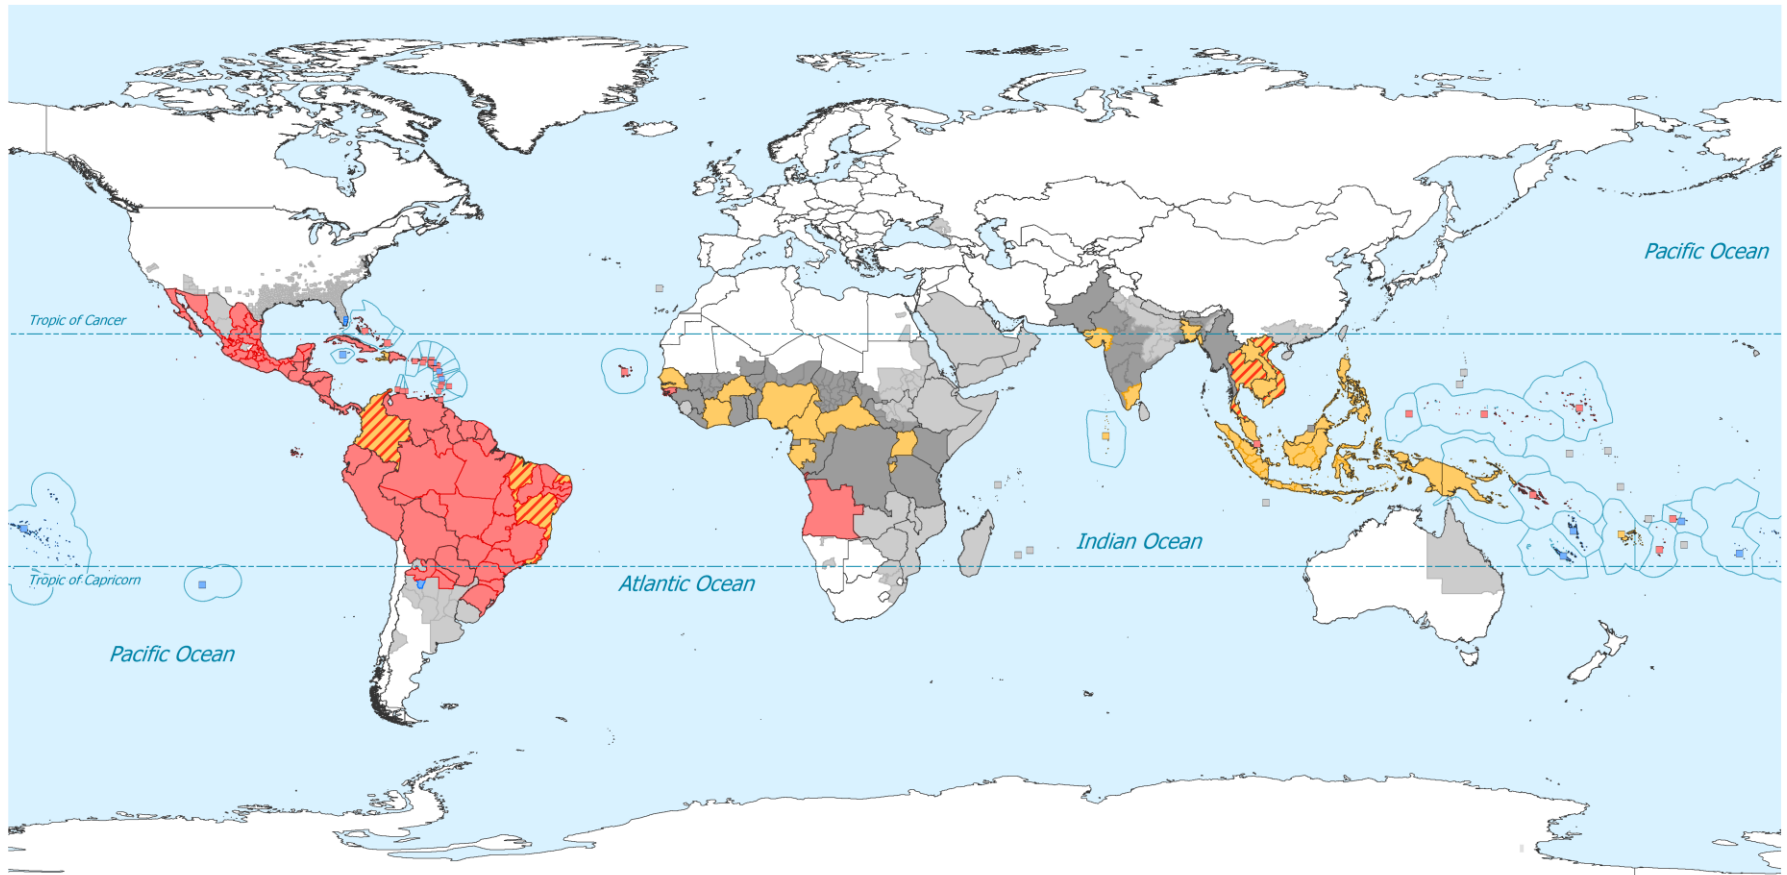 Pacific Ocean
Tropic of Cancer
Indian Ocean
Tropic of Capricorn
Atlantic Ocean
Pacific Ocean